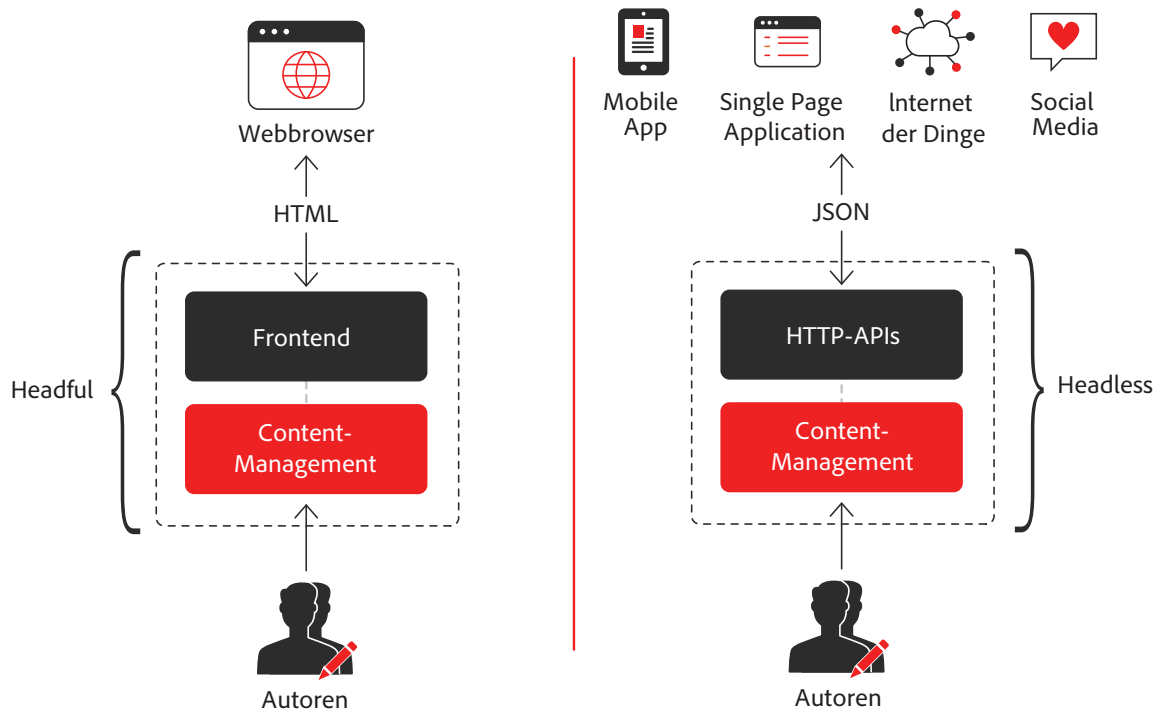 Webbrowser
HTML
Headful
Frontend
Content-
Management
Autoren
Mobile
App
Single Page
Application
Internet
der Dinge
Social
Media
JSON
HTTP-APIs
Content-
Management
Headless
Autoren